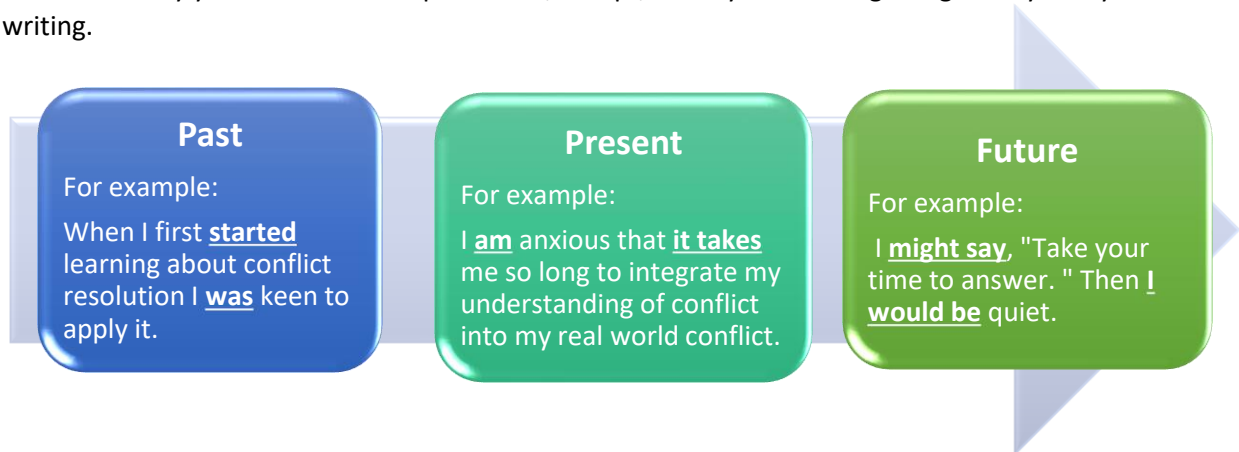 writing.
Past
For example:
When I first started
learning about conflict
resolution I was keen to
apply it.
Present
For example:
I am anxious that it takes
me so long to integrate my
understanding of conflict
into my real world conflict.
Future
For example:
I might say, "Take your
time to answer. " Then I
would be quiet.